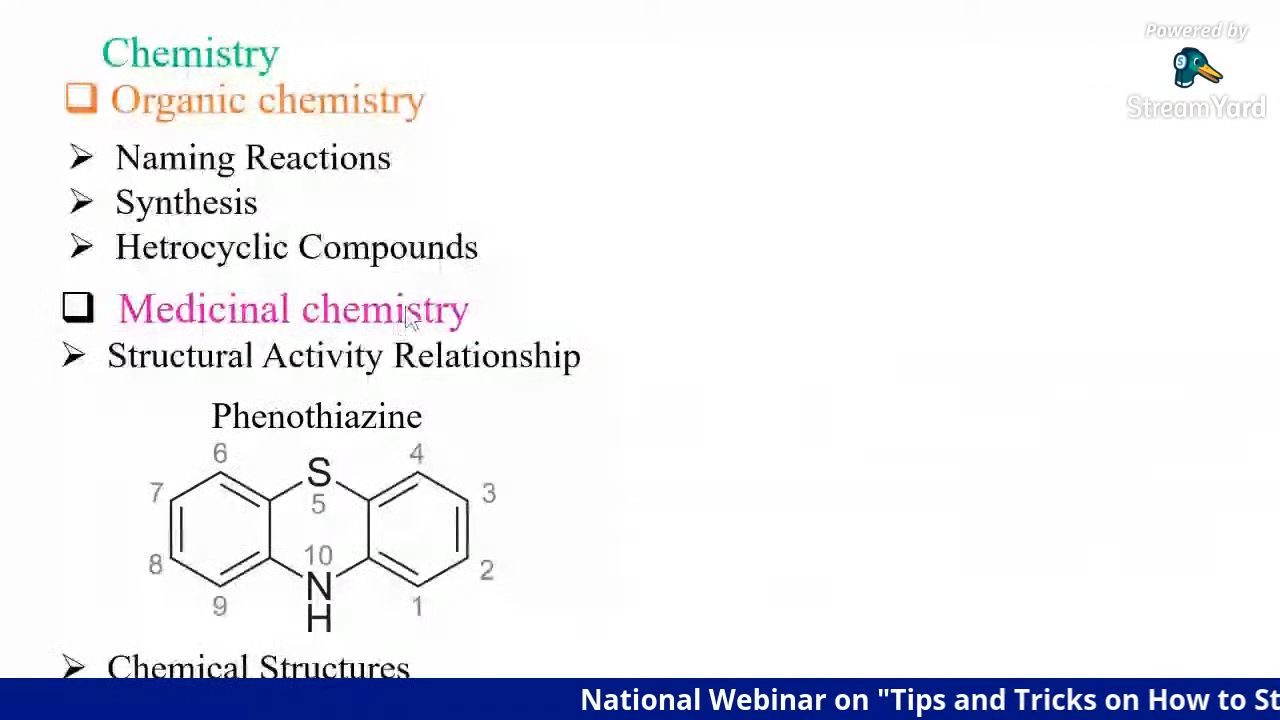 Powered by
StreamYard
Chemistry
Organic chemistry
Naming Reactions
Synthesis
Hetrocyclic Compounds
Medicinal chemistry
Structural Activity Relationship
Phenothiazine
6 4
S
7 3
5
10
8 2
N
9 1
H
Chemical Structures
National Webinar on "Tips and Tricks on How to St